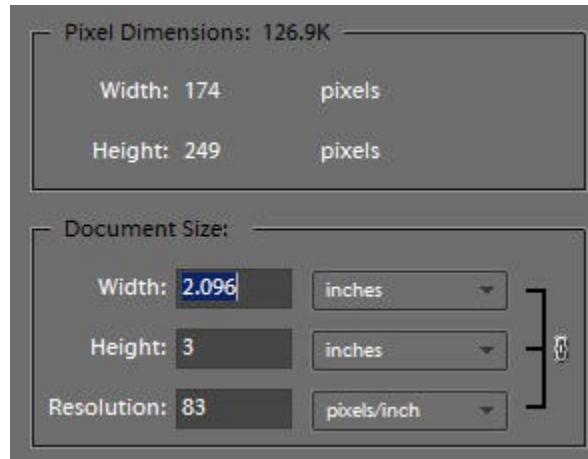 Pixel Dimensions: 126.9K
Width: 174 pixels
Height: 249 pixels
Document Size:
Width: 2.096 inches
Height: 3 inches
Resolution: 83 pixels/inch